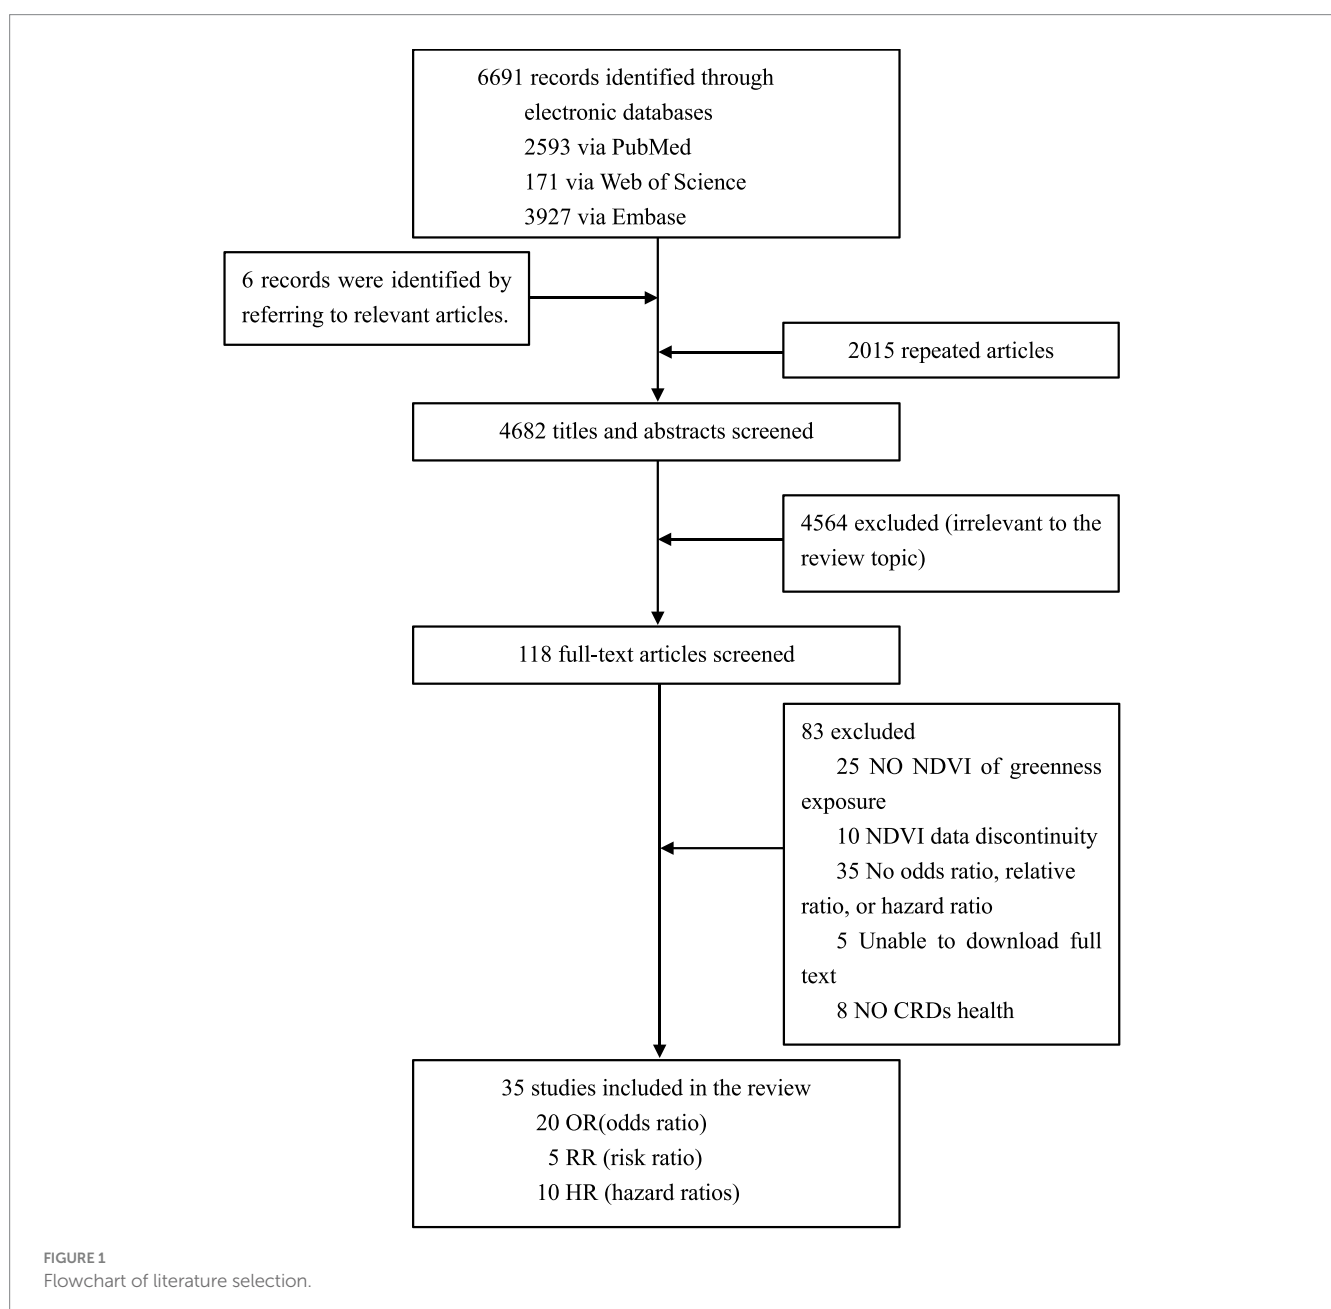 6691 records identified through
electronic databases
2593 via PubMed
171 via Web of Science
3927 via Embase
6 records were identified by
referring to relevant articles.
2015 repeated articles
4682 titles and abstracts screened
4564 excluded (irrelevant to the
review topic)
118 full-text articles screened
83 excluded
25 NO NDVI of greenness
exposure
10 NDVI data discontinuity
35 No odds ratio, relative
ratio, or hazard ratio
5 Unable to download full
text
8 NO CRDs health
35 studies included in the review
20 OR(odds ratio)
5 RR (risk ratio)
10 HR (hazard ratios)
FIGURE 1
Flowchart of literature selection.